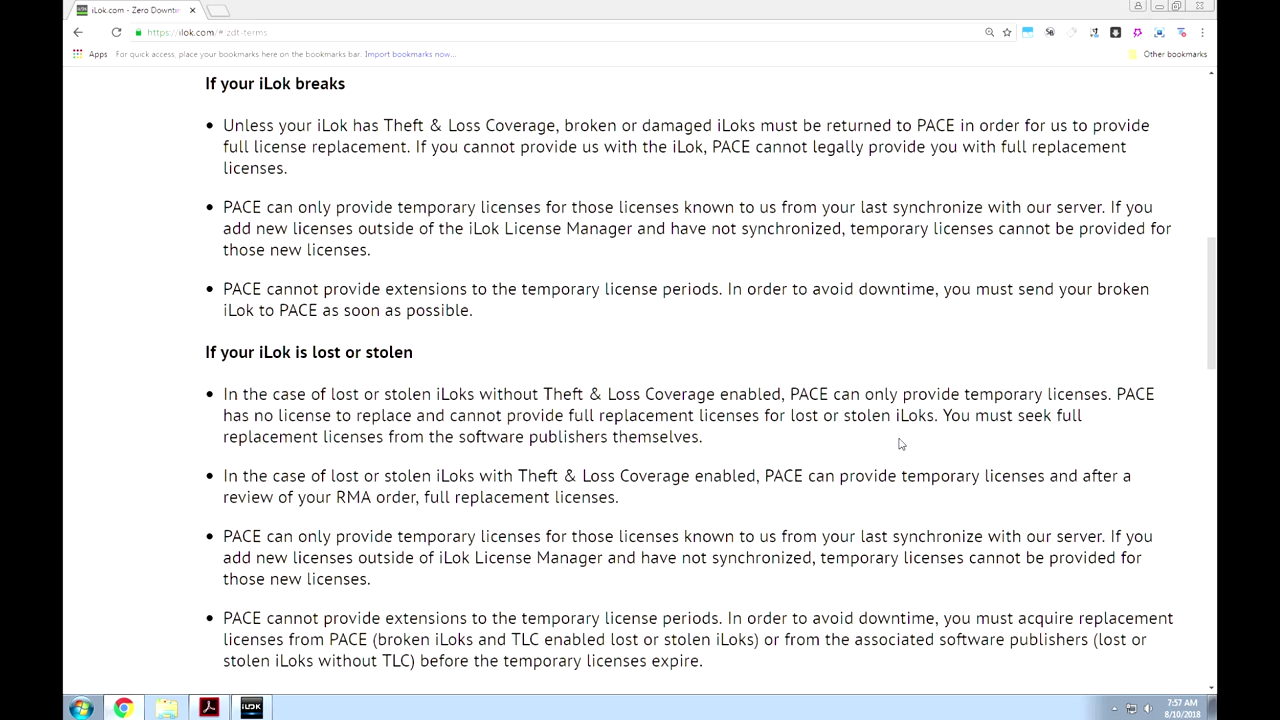 iLok.com - Zero Downti
https://ilok.com/#!zdt-terms
Apps For quick access, place your bookmarks here on the bookmarks bar. Import bookmarks now... Other bookmarks
If your iLok breaks
• Unless your iLok has Theft & Loss Coverage, broken or damaged iLoks must be returned to PACE in order for us to provide
full license replacement. If you cannot provide us with the iLok, PACE cannot legally provide you with full replacement
licenses.
• PACE can only provide temporary licenses for those licenses known to us from your last synchronize with our server. If you
add new licenses outside of the iLok License Manager and have not synchronized, temporary licenses cannot be provided for
those new licenses.
• PACE cannot provide extensions to the temporary license periods. In order to avoid downtime, you must send your broken
iLok to PACE as soon as possible.
If your iLok is lost or stolen
• In the case of lost or stolen iLoks without Theft & Loss Coverage enabled, PACE can only provide temporary licenses. PACE
has no license to replace and cannot provide full replacement licenses for lost or stolen iLoks. You must seek full
replacement licenses from the software publishers themselves.
• In the case of lost or stolen iLoks with Theft & Loss Coverage enabled, PACE can provide temporary licenses and after a
review of your RMA order, full replacement licenses.
• PACE can only provide temporary licenses for those licenses known to us from your last synchronize with our server. If you
add new licenses outside of iLok License Manager and have not synchronized, temporary licenses cannot be provided for
those new licenses.
• PACE cannot provide extensions to the temporary license periods. In order to avoid downtime, you must acquire replacement
licenses from PACE (broken iLoks and TLC enabled lost or stolen iLoks) or from the associated software publishers (lost or
stolen iLoks without TLC) before the temporary licenses expire.
iLOK
7:57 AM
8/10/2018